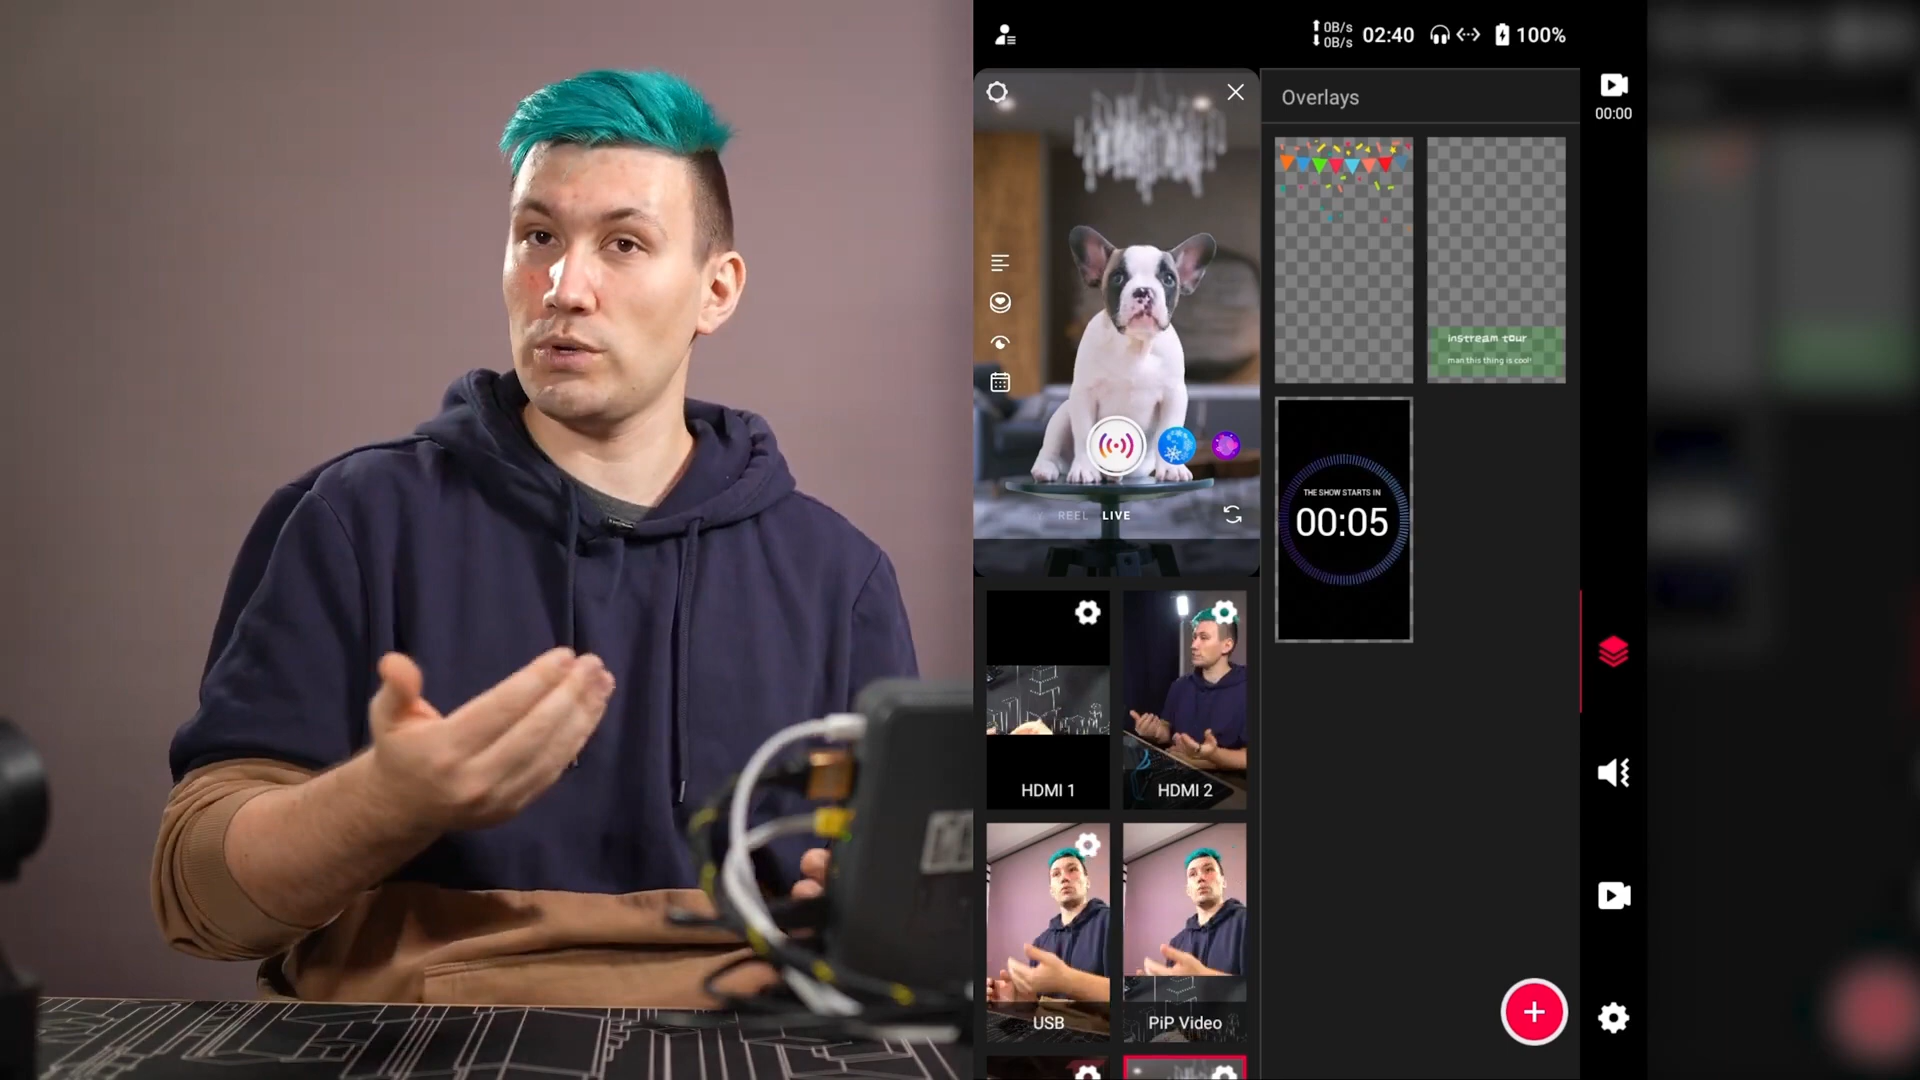 0B/s
0B/s
02:40
100%
Overlays
00:00
instream tour
man this thing is cool!
THE SHOW STARTS IN
00:05
REEL LIVE
HDMI 1
HDMI 2
USB
PiP Video